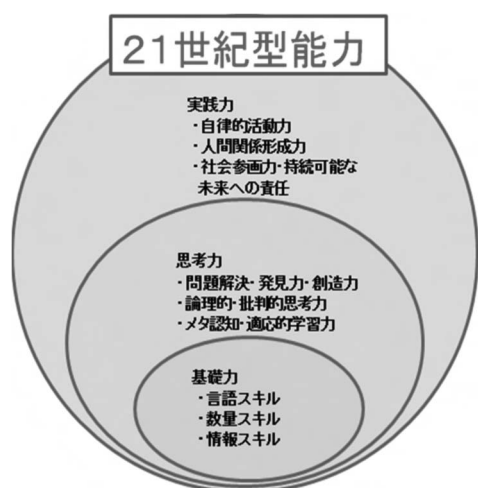 21世紀型能力
実践力
・自律的活動力
・人間関係形成力
・社会参画力・持続可能な
未来への責任
思考力
・問題解決・発見力・創造力
・論理的・批判的思考力
・メタ認知・適応的学習力
基礎力
・言語スキル
・数量スキル
・情報スキル